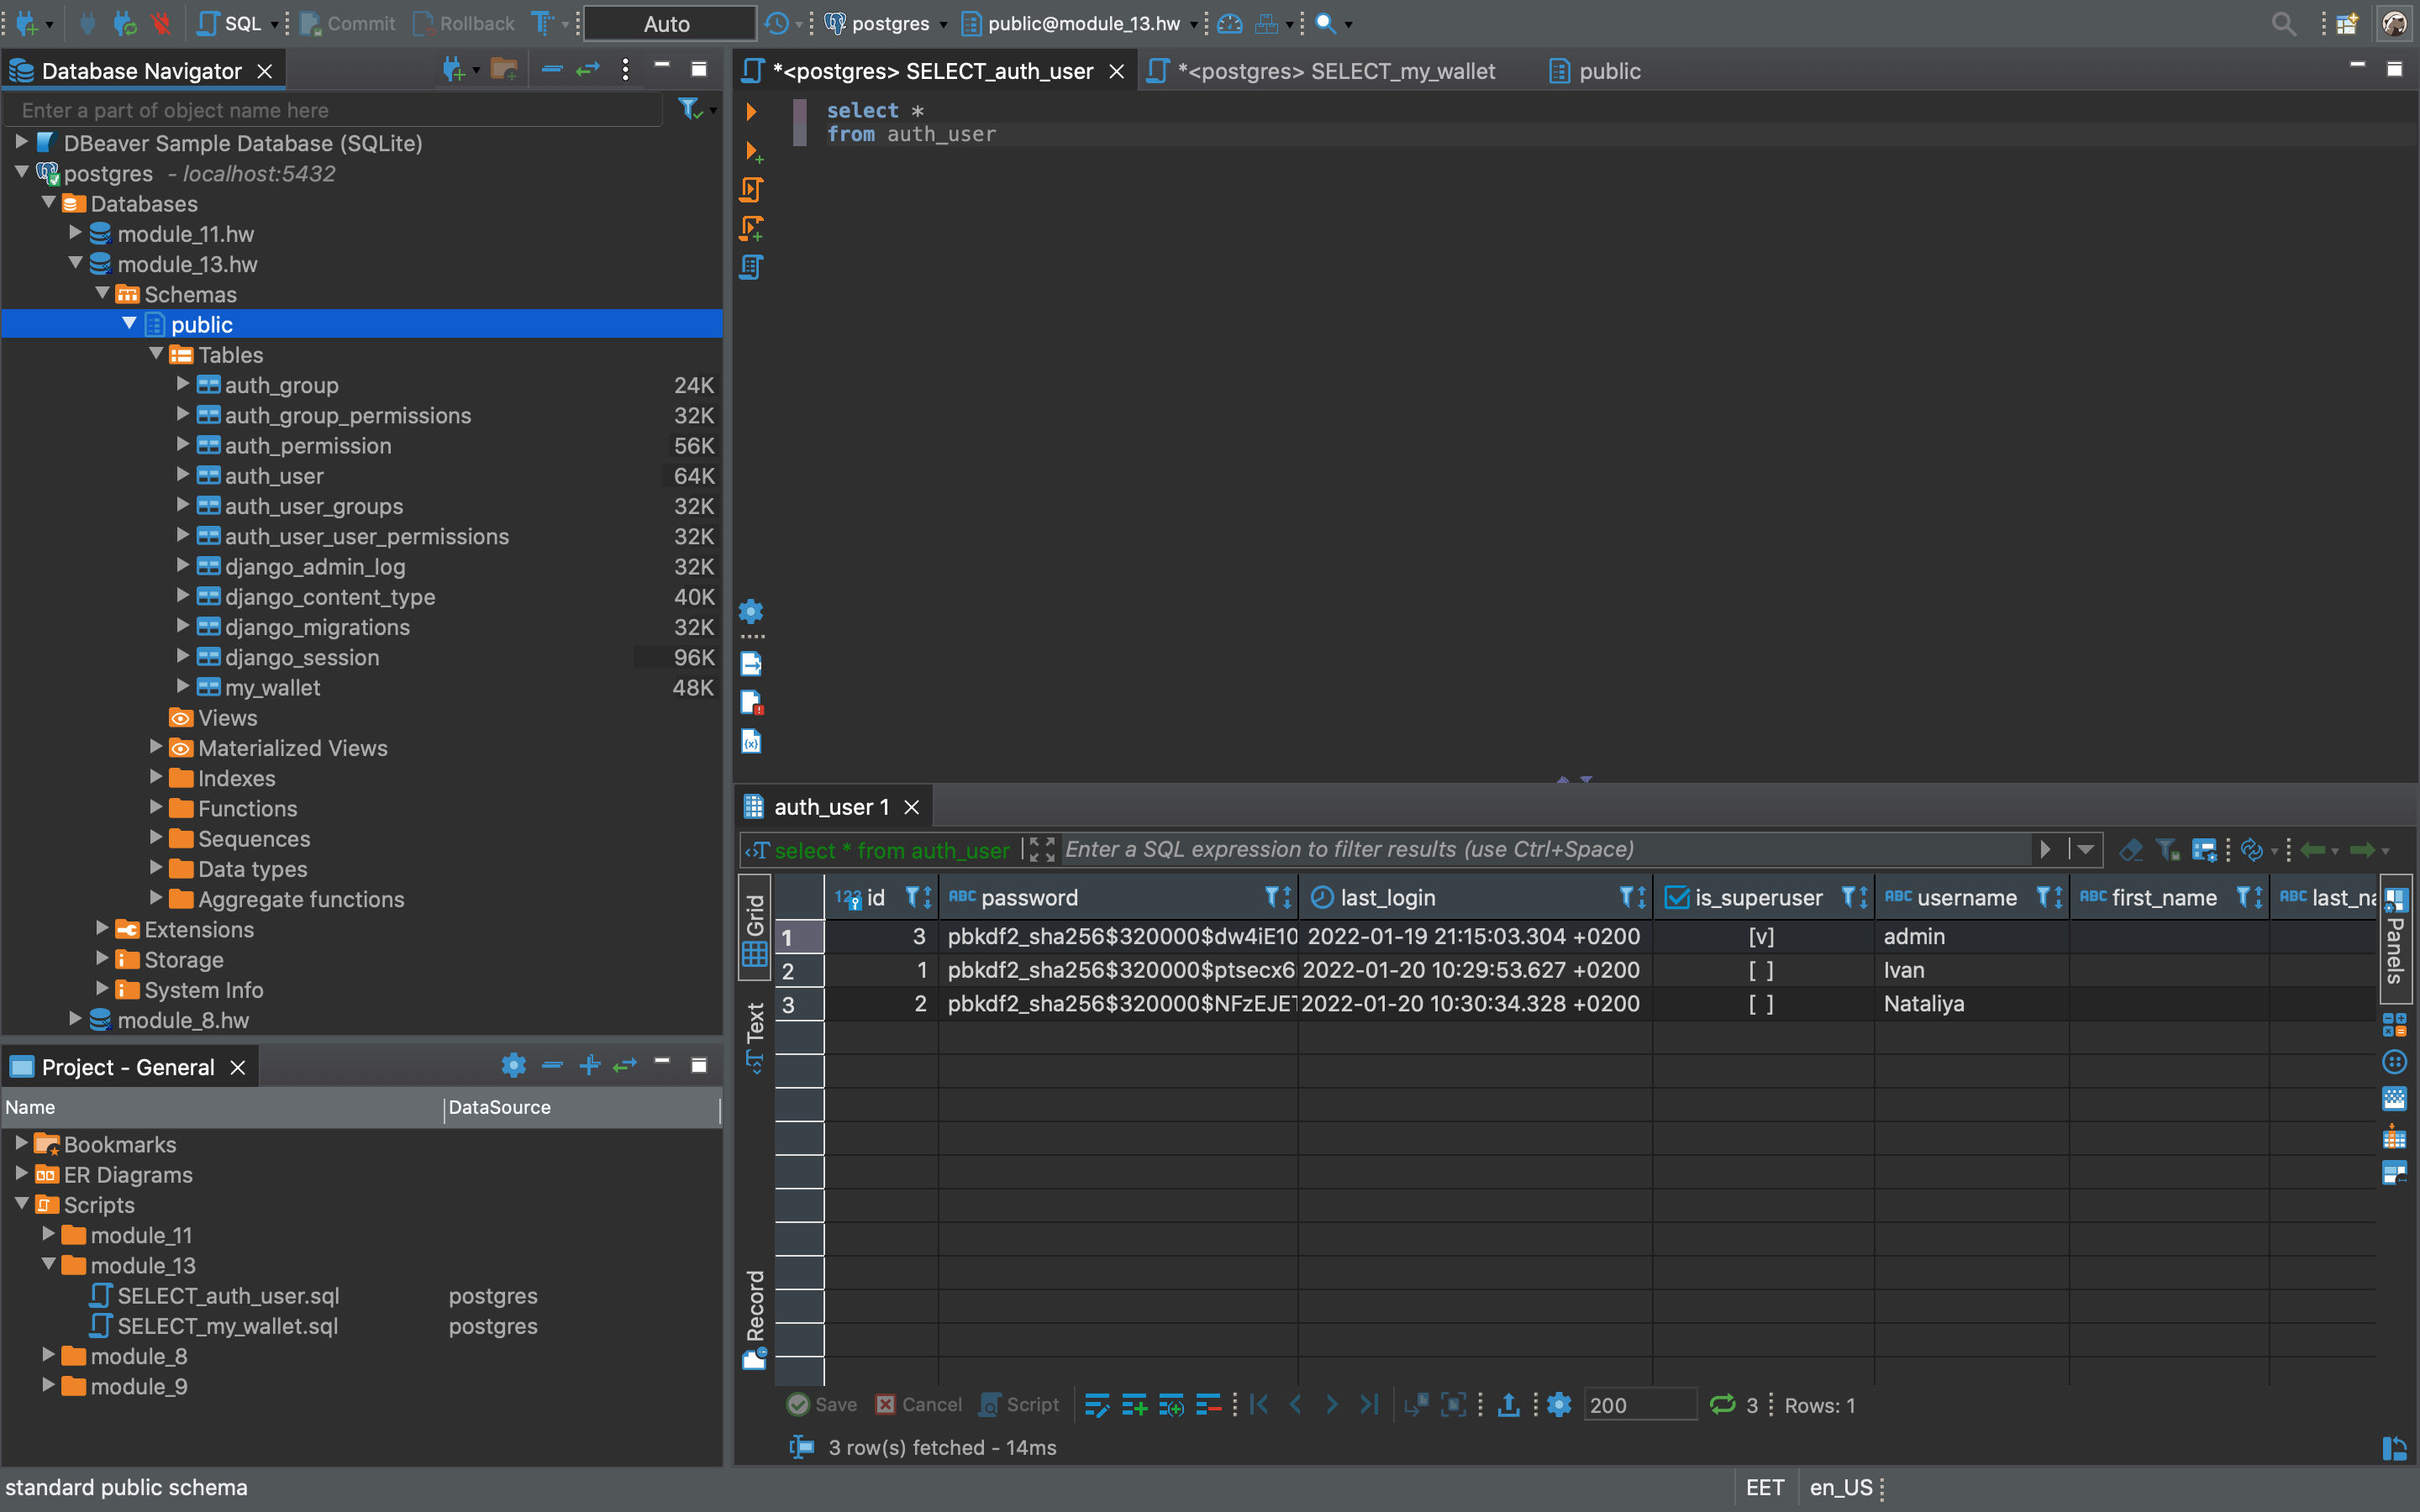 SQL Commit Rollback Auto postgres public@module_13.hw
Database Navigator
Enter a part of object name here
DBeaver Sample Database (SQLite)
postgres - localhost:5432
Databases
module_11.hw
module_13.hw
Schemas
public
Tables
auth_group 24K
auth_group_permissions 32K
auth_permission 56K
auth_user 64K
auth_user_groups 32K
auth_user_user_permissions 32K
django_admin_log 32K
django_content_type 40K
django_migrations 32K
django_session 96K
my_wallet 48K
Views
Materialized Views
Indexes
Functions
Sequences
Data types
Aggregate functions
Extensions
Storage
System Info
module_8.hw
Project - General
Name DataSource
Bookmarks
ER Diagrams
Scripts
module_11
module_13
SELECT_auth_user.sql postgres
SELECT_my_wallet.sql postgres
module_8
module_9
*<postgres> SELECT_auth_user *<postgres> SELECT_my_wallet public
select *
from auth_user
auth_user 1
select * from auth_user Enter a SQL expression to filter results (use Ctrl+Space)
Grid
Text
Record
123 id ABC password last_login is_superuser ABC username ABC first_name ABC last_na
1 3 pbkdf2_sha256$320000$dw4iE10 2022-01-19 21:15:03.304 +0200 [v] admin
2 1 pbkdf2_sha256$320000$ptsecx6 2022-01-20 10:29:53.627 +0200 [ ] Ivan
3 2 pbkdf2_sha256$320000$NFzEJET 2022-01-20 10:30:34.328 +0200 [ ] Nataliya
Panels
Save Cancel Script 200 3 Rows: 1
3 row(s) fetched - 14ms
standard public schema EET en_US